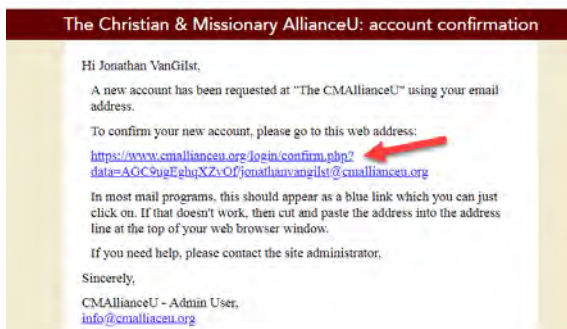 The Christian & Missionary AllianceU: account confirmation
Hi Jonathan VanGilst,
A new account has been requested at "The CMAllianceU" using your email
address.
To confirm your new account, please go to this web address:
https://www.cmallianceu.org/login/confirm.php?
data=AGC9ugEghqXZvOf/jonathanvangilst@cmallianceu.org
In most mail programs, this should appear as a blue link which you can just
click on. If that doesn't work, then cut and paste the address into the address
line at the top of your web browser window.
If you need help, please contact the site administrator,
Sincerely,
CMAllianceU - Admin User,
info@cmalliaceu.org